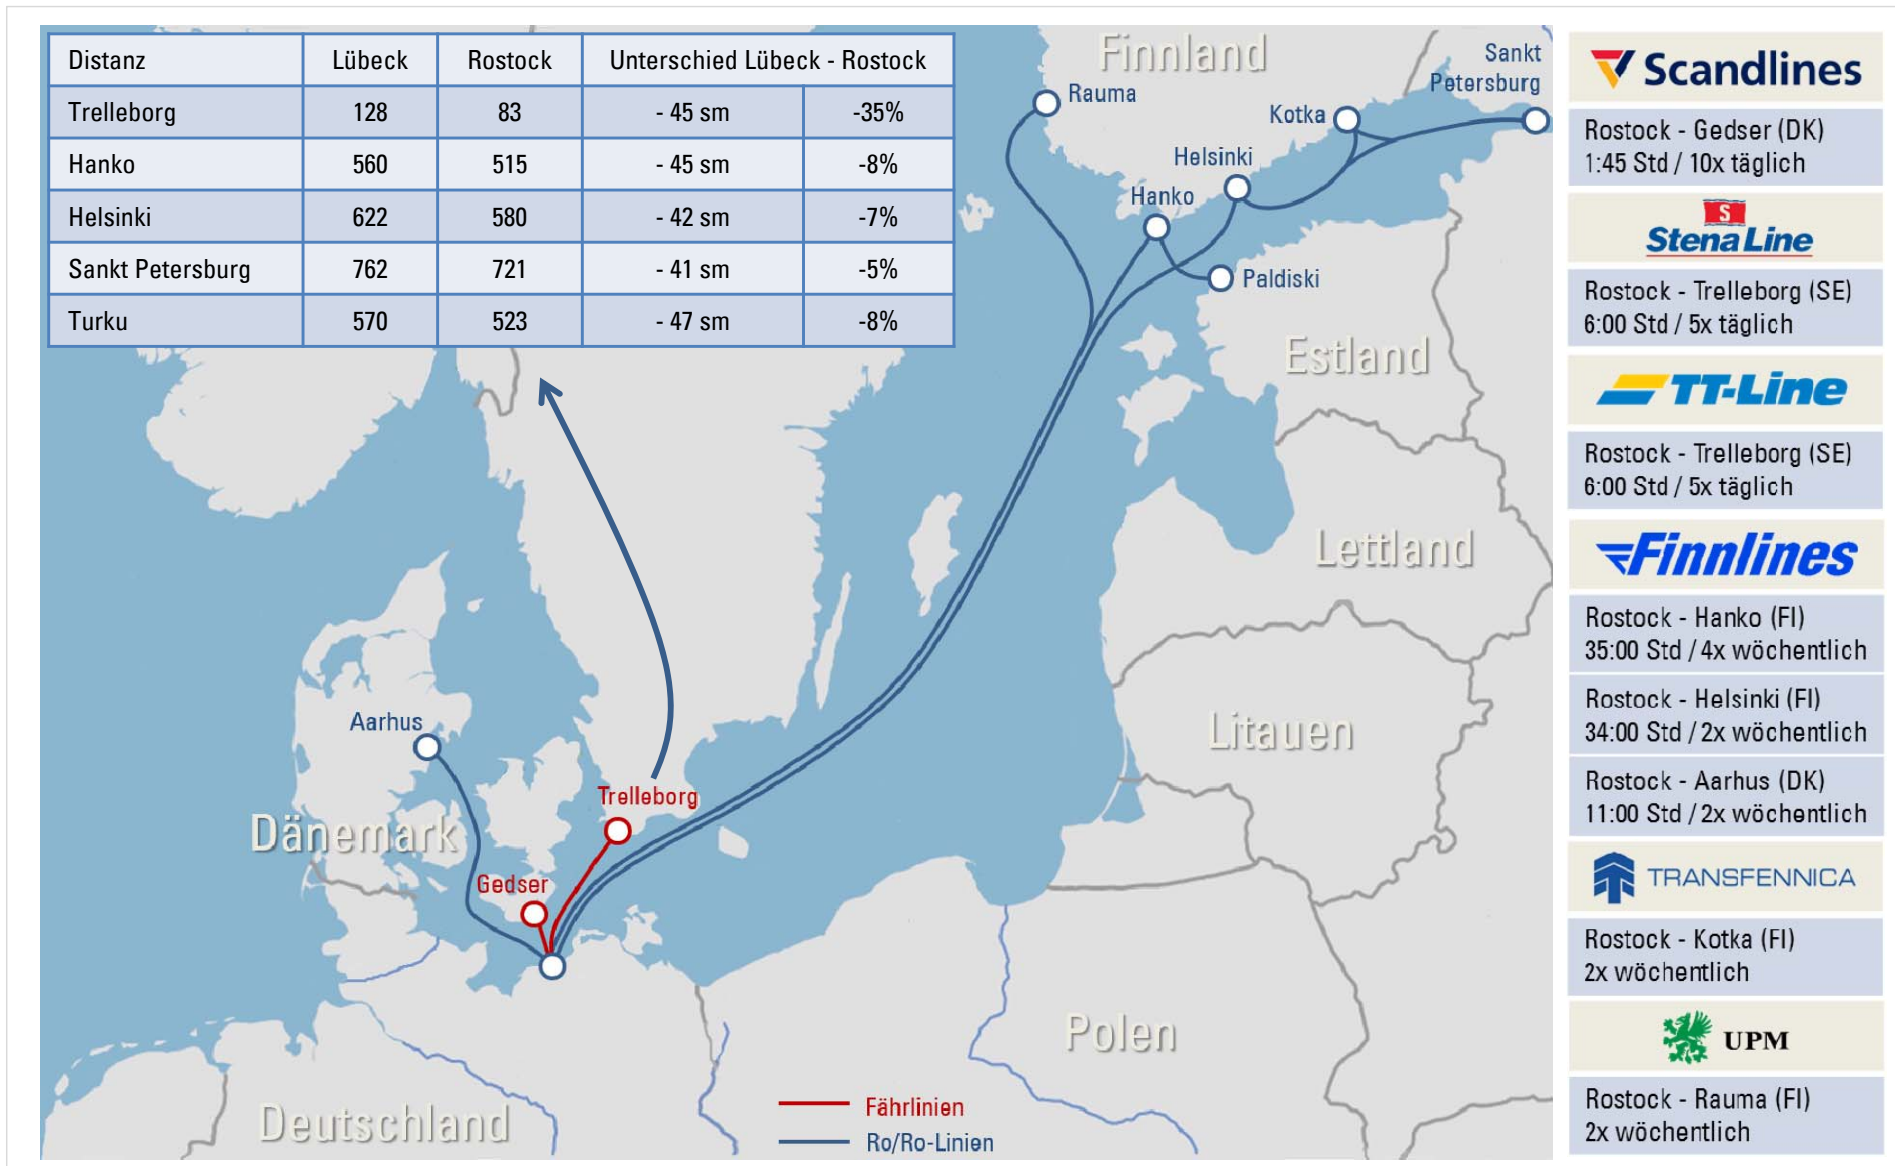 Distanz Lübeck Rostock Unterschied Lübeck - Rostock
Trelleborg 128 83 - 45 sm -35%
Hanko 560 515 - 45 sm -8%
Helsinki 622 580 - 42 sm -7%
Sankt Petersburg 762 721 - 41 sm -5%
Turku 570 523 - 47 sm -8%
Finnland
Sankt
Petersburg
Rauma
Kotka
Helsinki
Hanko
Paldiski
Estland
Lettland
Litauen
Aarhus
Trelleborg
Dänemark
Gedser
Polen
Deutschland
Fährlinien
Ro/Ro-Linien
Scandlines
Rostock - Gedser (DK)
1:45 Std / 10x täglich
S
Stena Line
Rostock - Trelleborg (SE)
6:00 Std / 5x täglich
TT-Line
Rostock - Trelleborg (SE)
6:00 Std / 5x täglich
Finnlines
Rostock - Hanko (FI)
35:00 Std / 4x wöchentlich
Rostock - Helsinki (FI)
34:00 Std / 2x wöchentlich
Rostock - Aarhus (DK)
11:00 Std / 2x wöchentlich
TRANSFENNICA
Rostock - Kotka (FI)
2x wöchentlich
UPM
Rostock - Rauma (FI)
2x wöchentlich